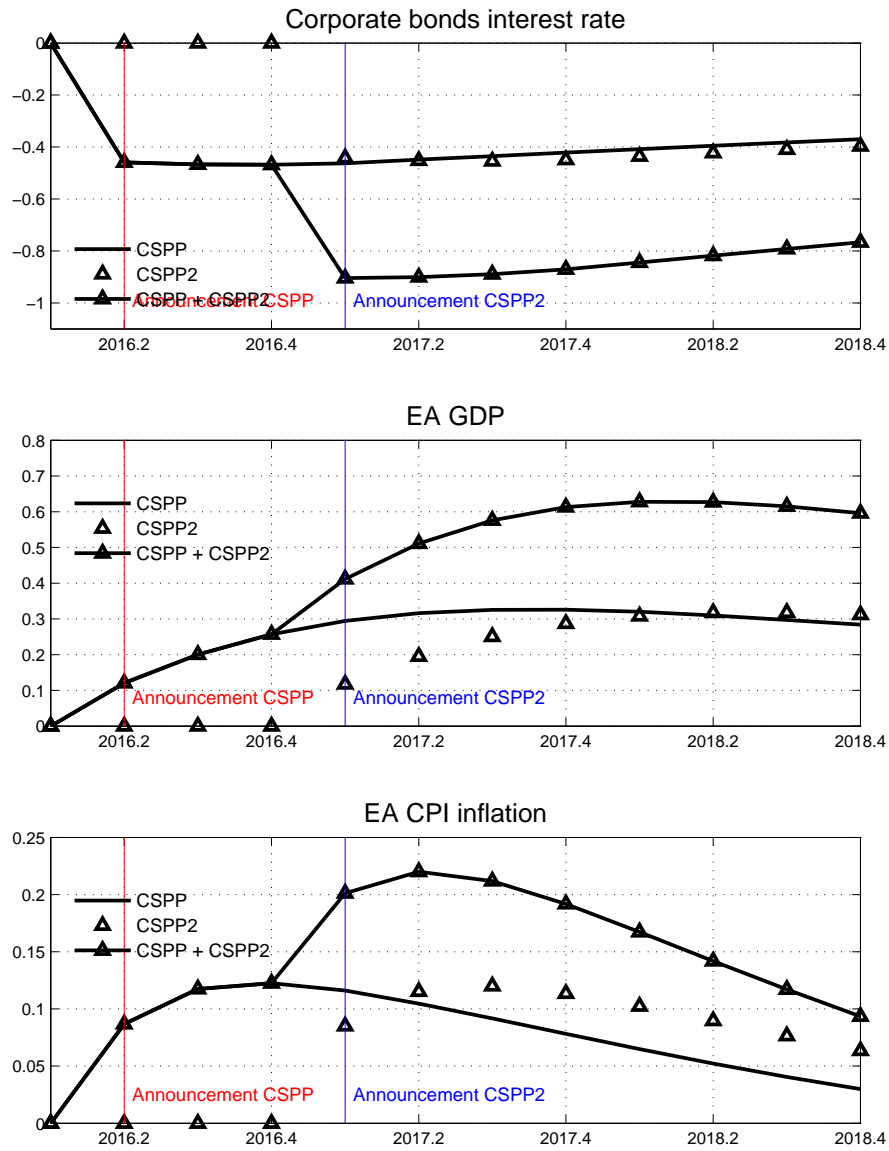 Corporate bonds interest rate
0
−0.2
−0.4
−0.6
−0.8
−1
CSPP
CSPP2
CSPP + CSPP2
Announcement CSPP
Announcement CSPP2
2016.2 2016.4 2017.2 2017.4 2018.2 2018.4
EA GDP
0.8
0.7
0.6
0.5
0.4
0.3
0.2
0.1
0
CSPP
CSPP2
CSPP + CSPP2
Announcement CSPP
Announcement CSPP2
2016.2 2016.4 2017.2 2017.4 2018.2 2018.4
EA CPI inflation
0.25
0.2
0.15
0.1
0.05
0
CSPP
CSPP2
CSPP + CSPP2
Announcement CSPP
Announcement CSPP2
2016.2 2016.4 2017.2 2017.4 2018.2 2018.4